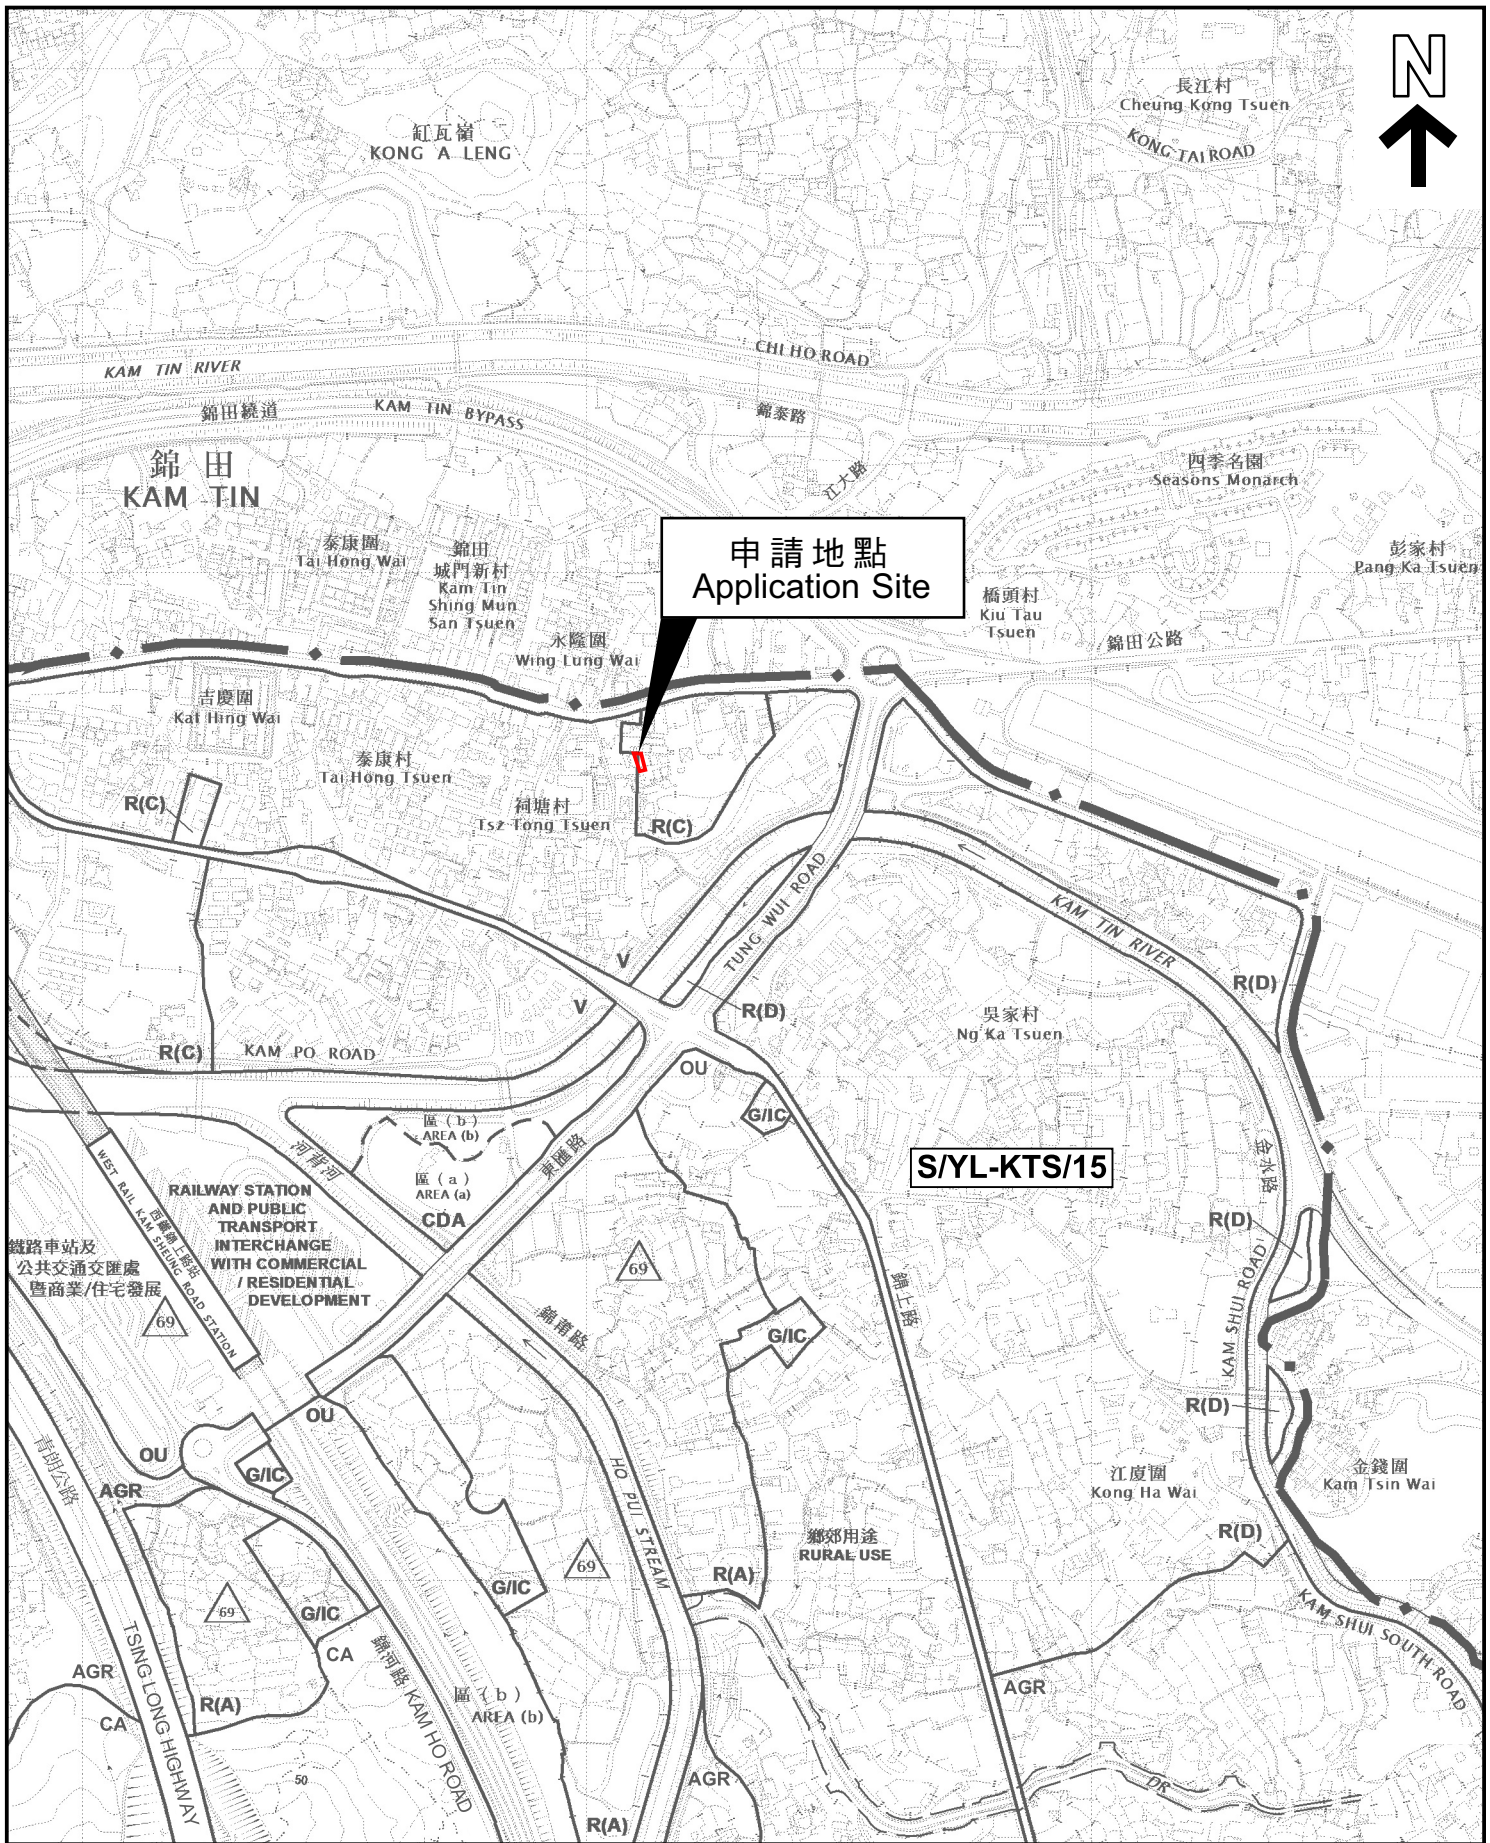 N
長江村
Cheung Kong Tsuen
KONG TAI ROAD
缸瓦嶺
KONG A LENG
CHI HO ROAD
KAM TIN RIVER
錦田繞道
KAM TIN BYPASS
錦泰路
江大路
四季名園
Seasons Monarch
錦田
KAM TIN
泰康圍
Tai Hong Wai
錦田
城門新村
Kam Tin
Shing Mun
San Tsuen
申請地點
Application Site
彭家村
Pang Ka Tsuen
橋頭村
Kiu Tau
Tsuen
錦田公路
永隆圍
Wing Lung Wai
吉慶圍
Kat Hing Wai
泰康村
Tai Hong Tsuen
祠塘村
Tsz Tong Tsuen
R(C)
R(C)
TUNG WUI ROAD
KAM TIN RIVER
V
V
R(D)
R(D)
吳家村
Ng Ka Tsuen
R(C)
KAM PO ROAD
OU
G/IC
區(b)
AREA (b)
區(a)
AREA (a)
CDA
河背河
東匯路
S/YL-KTS/15
金水路
WEST RAIL
KAM SHEUNG ROAD STATION
西鐵錦上路站
RAILWAY STATION
AND PUBLIC
TRANSPORT
INTERCHANGE
WITH COMMERCIAL
/ RESIDENTIAL
DEVELOPMENT
鐵路車站及
公共交通交匯處
暨商業/住宅發展
69
69
錦莆路
G/IC
錦上路
R(D)
KAM SHUI ROAD
R(D)
OU
OU
G/IC
AGR
青朗公路
HO PUI STREAM
江廈圍
Kong Ha Wai
金錢圍
Kam Tsin Wai
R(D)
鄉郊用途
RURAL USE
69
69
G/IC
G/IC
R(A)
CA
錦河路 KAM HO ROAD
TSING LONG HIGHWAY
AGR
CA
R(A)
區(b)
AREA (b)
AGR
KAM SHUI SOUTH ROAD
50
AGR
DR
R(A)